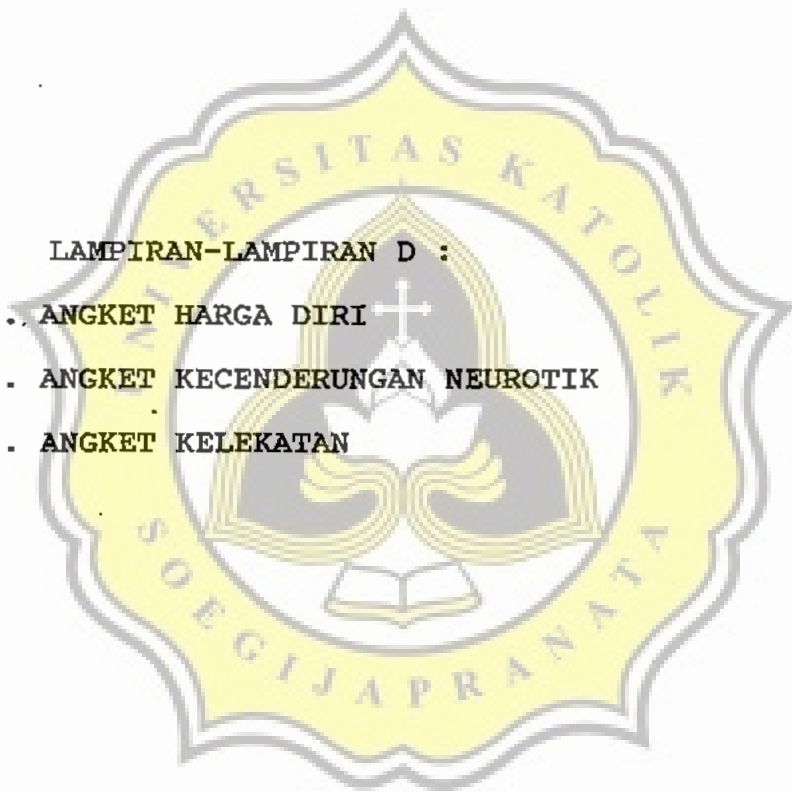 UNIVERSITAS KATOLIK
LAMPIRAN-LAMPIRAN D :
. ANGKET HARGA DIRI
. ANGKET KECENDERUNGAN NEUROTIK
. ANGKET KELEKATAN
SOEGIJAPRANATA